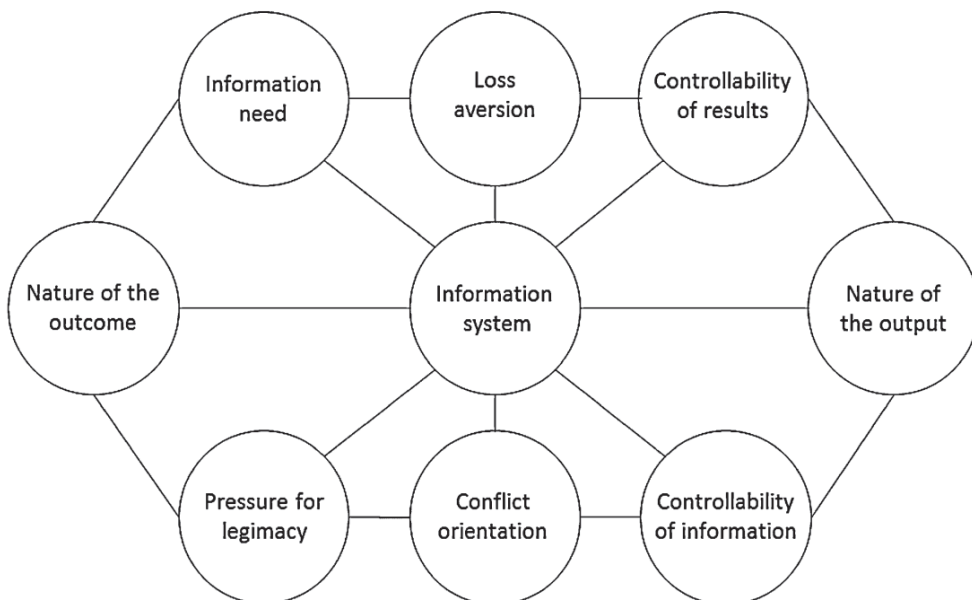 Information
need
Loss
aversion
Controllability
of results
Nature of the
outcome
Information
system
Nature of
the output
Pressure for
legimacy
Conflict
orientation
Controllability
of information